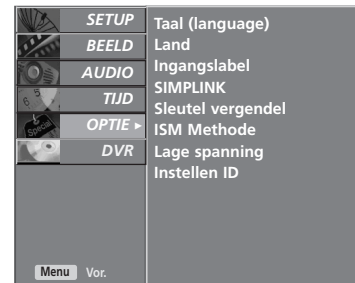 SETUP
BEELD
AUDIO
TIJD
OPTIE ▸
DVR
Taal (language)
Land
Ingangslabel
SIMPLINK
Sleutel vergendel
ISM Methode
Lage spanning
Instellen ID
Menu Vor.